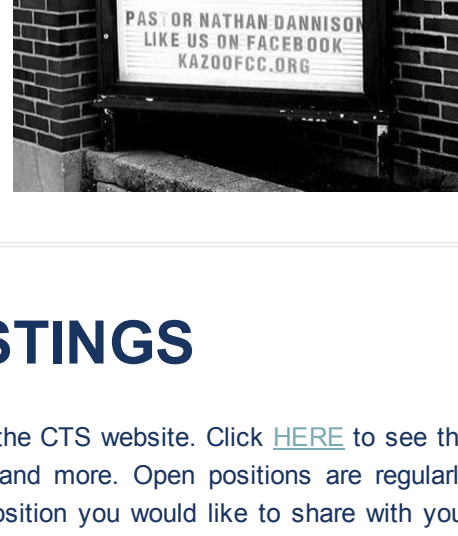 PASTOR NATHAN DANNISON
LIKE US ON FACEBOOK
KAZOOFCC.ORG
STINGS
the CTS website. Click HERE to see th
and more. Open positions are regularl
osition you would like to share with you